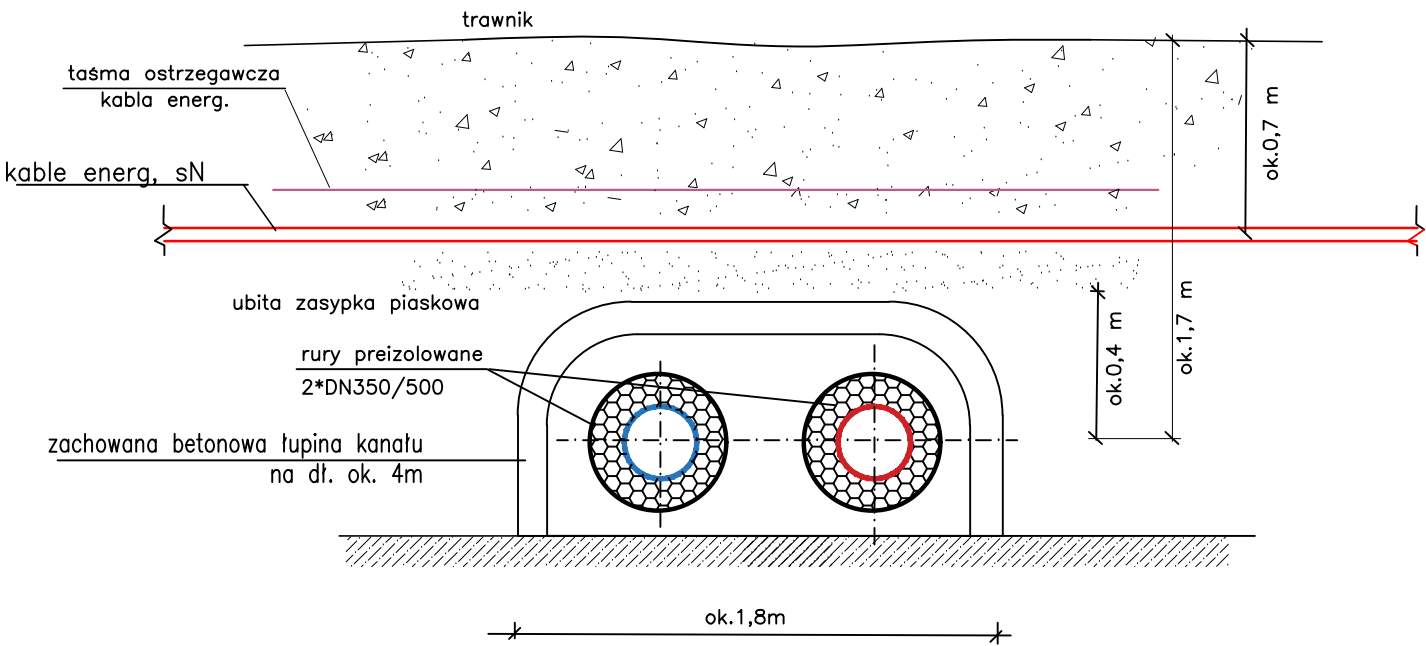 trawnik
taśma ostrzegawcza
kabla energ.
kable energ, sN
ok.0,7 m
ubita zasypka piaskowa
ok.1,7 m
ok.0,4 m
rury preizolowane
2*DN350/500
zachowana betonowa łupina kanału
na dł. ok. 4m
ok.1,8m